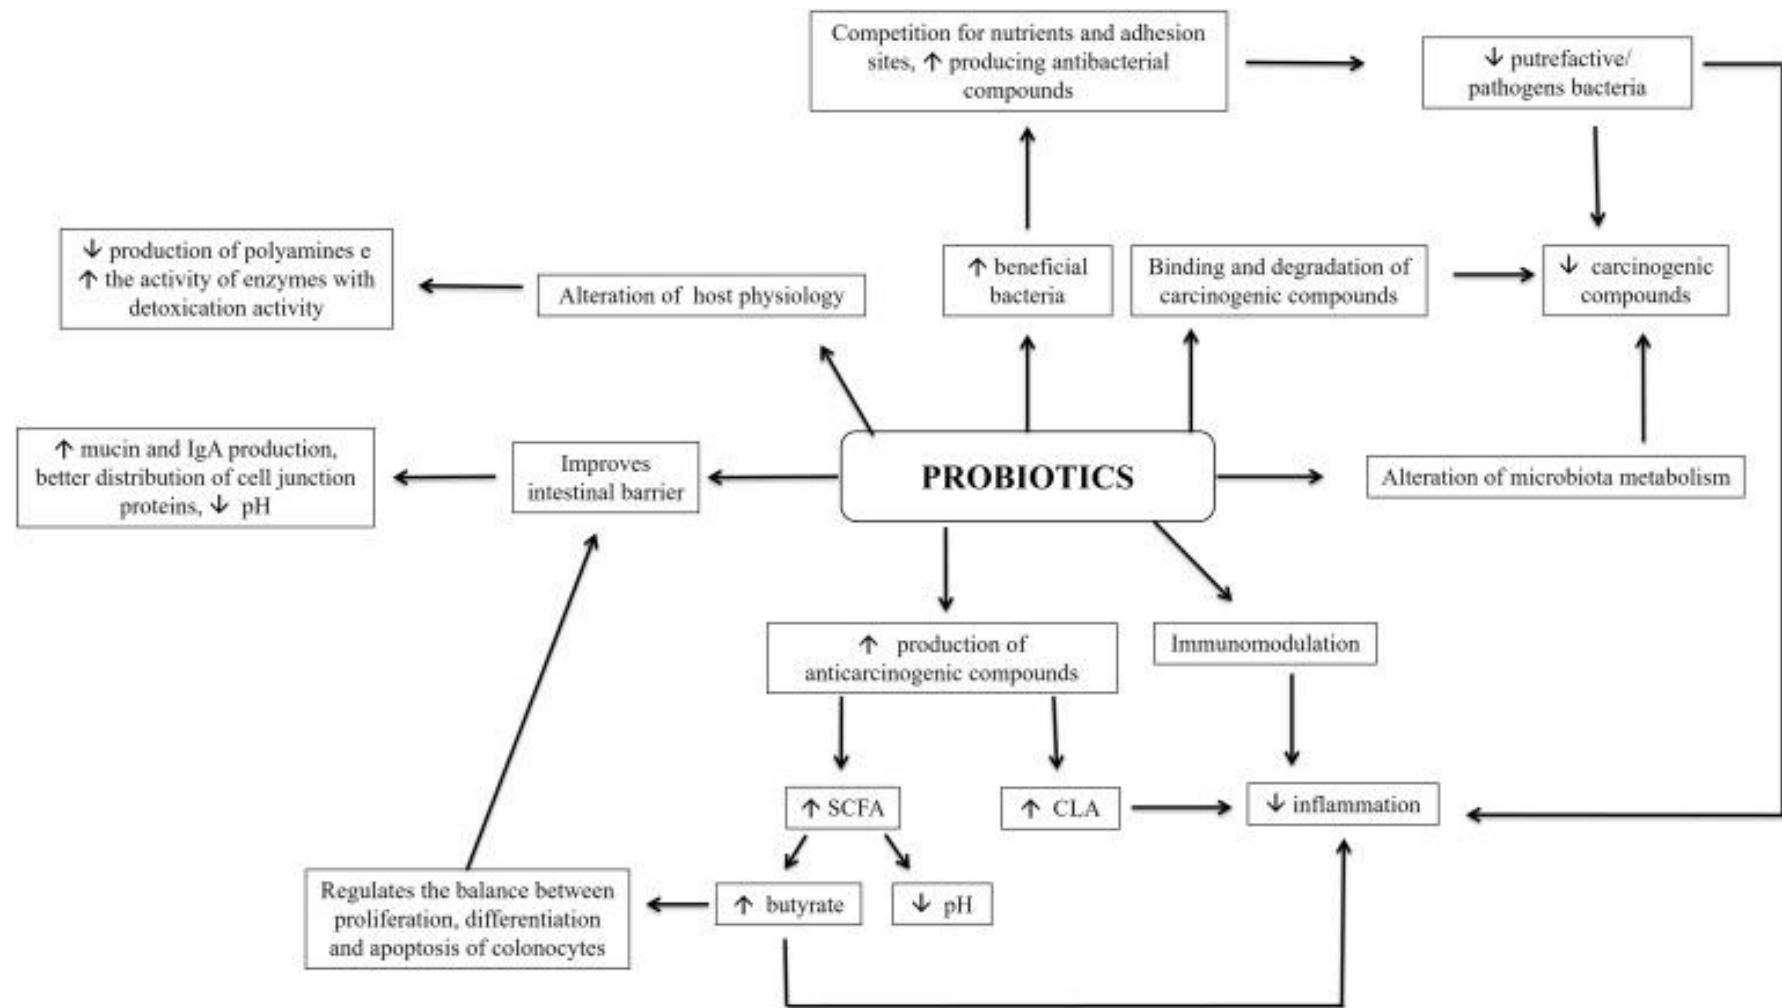 Competition for nutrients and adhesion
sites, ↑ producing antibacterial
compounds
↓ putrefactive/
pathogens bacteria
↓ production of polyamines e
↑ the activity of enzymes with
detoxication activity
Alteration of host physiology
↑ beneficial
bacteria
Binding and degradation of
carcinogenic compounds
↓ carcinogenic
compounds
↑ mucin and IgA production,
better distribution of cell junction
proteins, ↓ pH
Improves
intestinal barrier
PROBIOTICS
Alteration of microbiota metabolism
↑ production of
anticarcinogenic compounds
Immunomodulation
↑ SCFA
↑ CLA
↓ inflammation
Regulates the balance between
proliferation, differentiation
and apoptosis of colonocytes
↑ butyrate
↓ pH